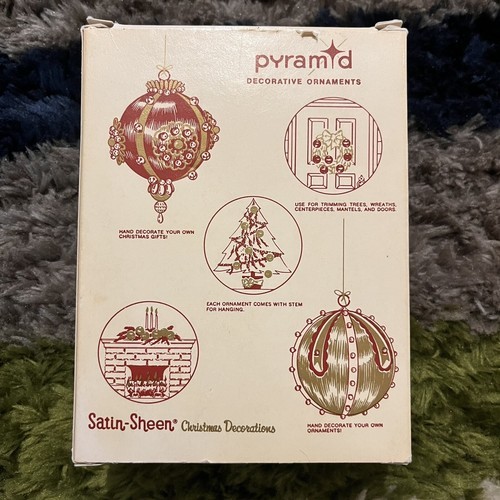 pyramid
DECORATIVE ORNAMENTS
HAND DECORATE YOUR OWN
CHRISTMAS GIFTS!
USE FOR TRIMMING TREES, WREATHS,
CENTERPIECES, MANTELS, AND DOORS.
EACH ORNAMENT COMES WITH STEM
FOR HANGING.
Satin-Sheen® Christmas Decorations
HAND DECORATE YOUR OWN
ORNAMENTS!